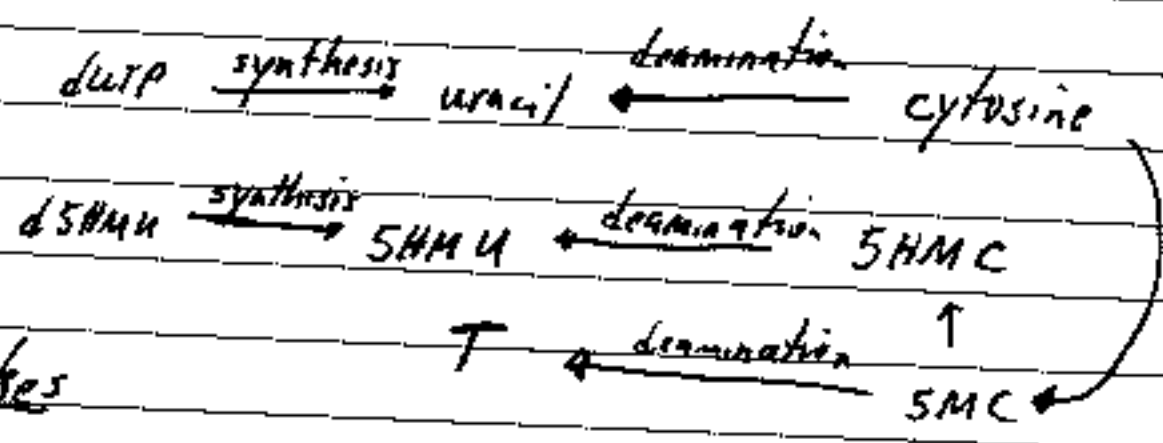 dUTP synthesis uracil deamination cytosine
d5HMU synthesis 5HMU deamination 5HMC
T deamination 5MC